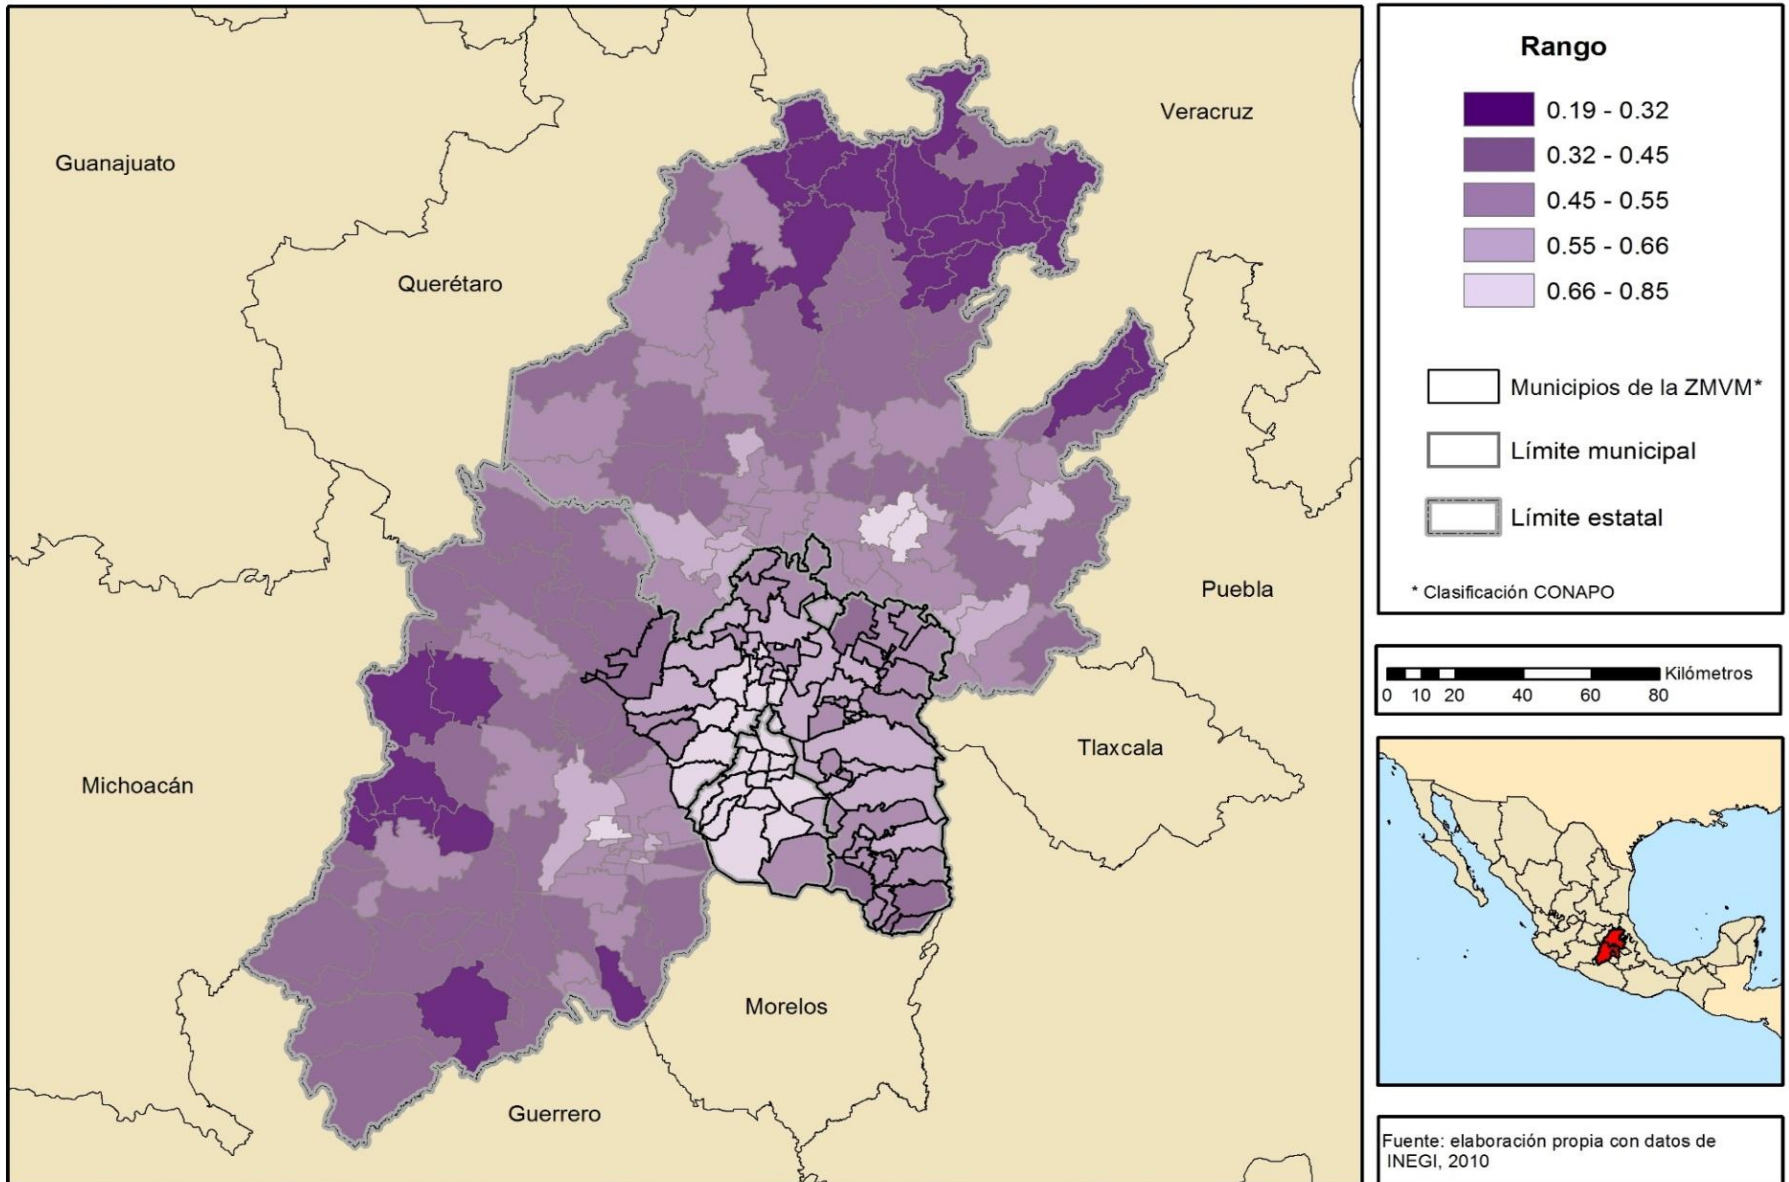 Guanajuato
Querétaro
Veracruz
Puebla
Tlaxcala
Michoacán
Morelos
Guerrero
Rango
0.19 - 0.32
0.32 - 0.45
0.45 - 0.55
0.55 - 0.66
0.66 - 0.85
Municipios de la ZMVM*
Límite municipal
Límite estatal
* Clasificación CONAPO
Kilómetros
0 10 20 40 60 80
Fuente: elaboración propia con datos de
INEGI, 2010